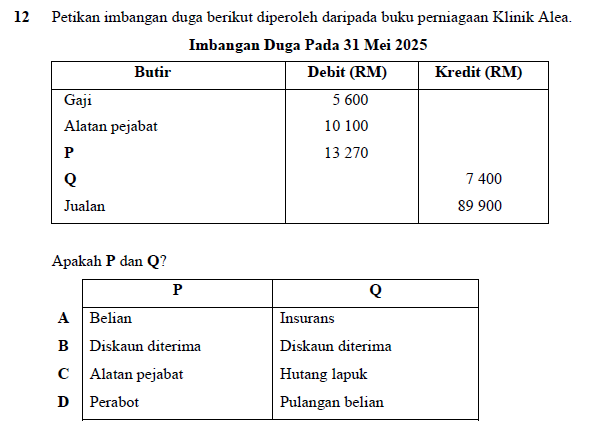 12 Petikan imbangan duga berikut diperoleh daripada buku perniagaan Klinik Alea.
Imbangan Duga Pada 31 Mei 2025
Butir Debit (RM) Kredit (RM)
Gaji 5 600
Alatan pejabat 10 100
P 13 270
Q 7 400
Jualan 89 900
Apakah P dan Q?
P Q
A Belian Insurans
B Diskaun diterima Diskaun diterima
C Alatan pejabat Hutang lapuk
D Perabot Pulangan belian